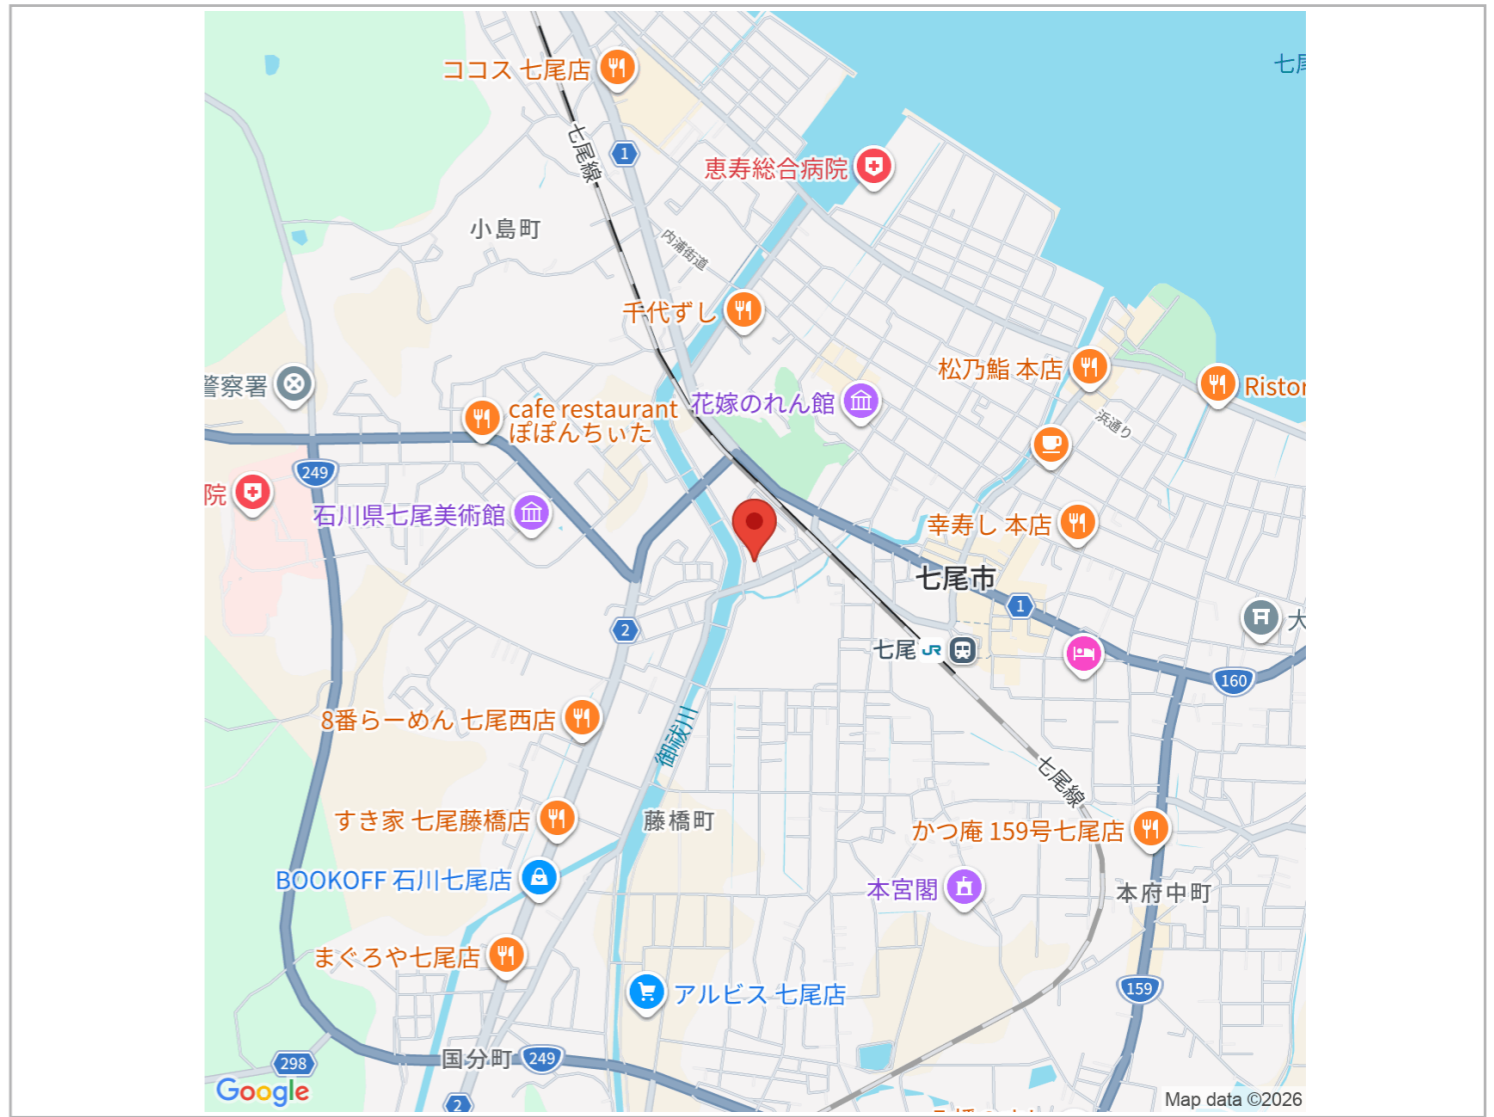 ココス 七尾店
七尾
七尾線
1
恵寿総合病院
小島町
内浦街道
千代ずし
松乃鮨 本店
警察署
花嫁のれん館
Ristor
cafe restaurant
ぽぽんちぃた
浜通り
249
院
石川県七尾美術館
幸寿し 本店
七尾市
1
大
2
七尾 JR
160
8番らーめん 七尾西店
御祓川
七尾線
すき家 七尾藤橋店
藤橋町
かつ庵 159号七尾店
BOOKOFF 石川七尾店
本宮閣
本府中町
まぐろや七尾店
アルビス 七尾店
159
国分町
249
298
Google
2
Map data ©2026